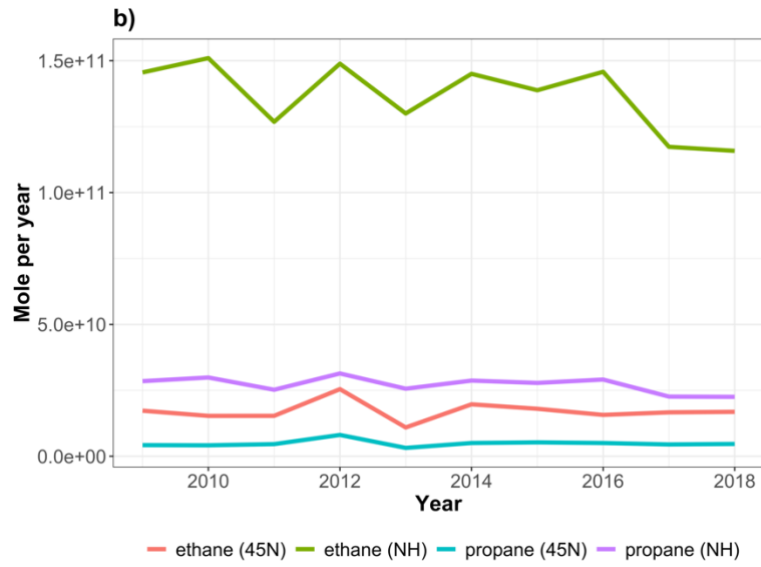 b)
1.5e+11
1.0e+11
5.0e+10
0.0e+00
Mole per year
2010 2012 2014 2016 2018
Year
ethane (45N) ethane (NH) propane (45N) propane (NH)